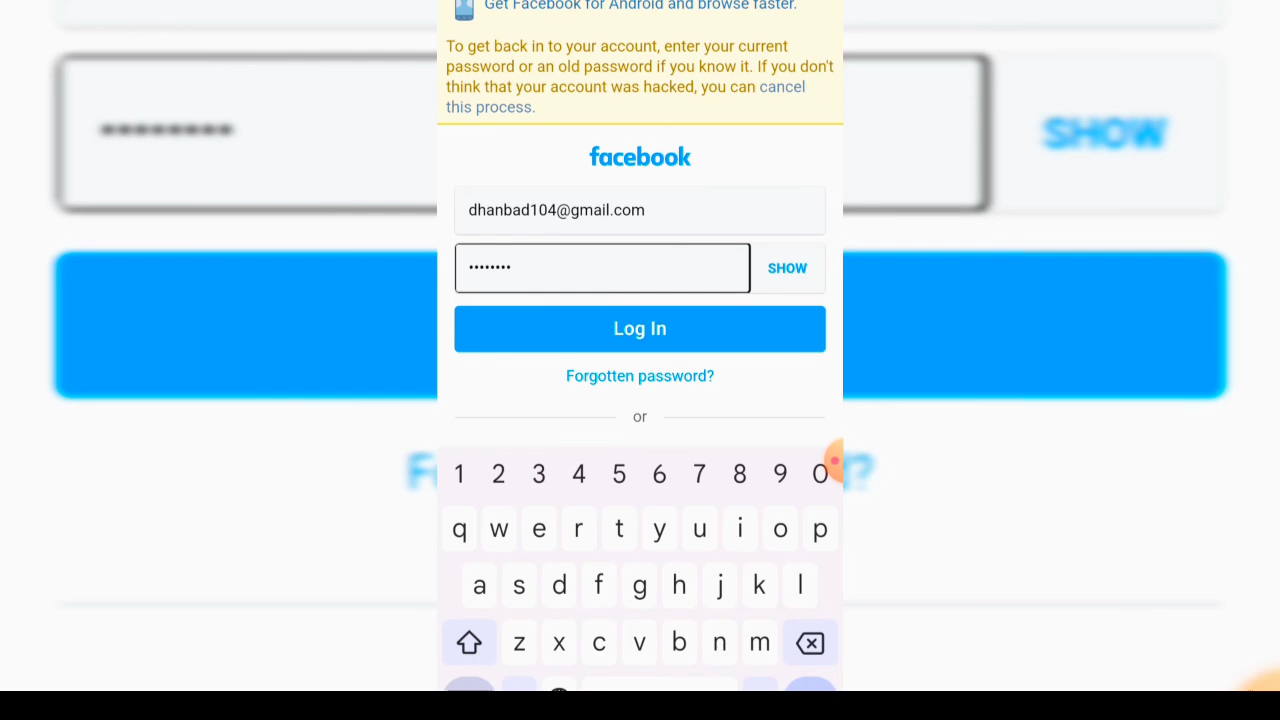 Get Facebook for Android and browse faster.
To get back in to your account, enter your current
password or an old password if you know it. If you don't
think that your account was hacked, you can cancel
this process.
facebook
dhanbad104@gmail.com
••••••••
SHOW
Log In
Forgotten password?
or
1 2 3 4 5 6 7 8 9 0
q w e r t y u i o p
a s d f g h j k l
z x c v b n m
SHOW